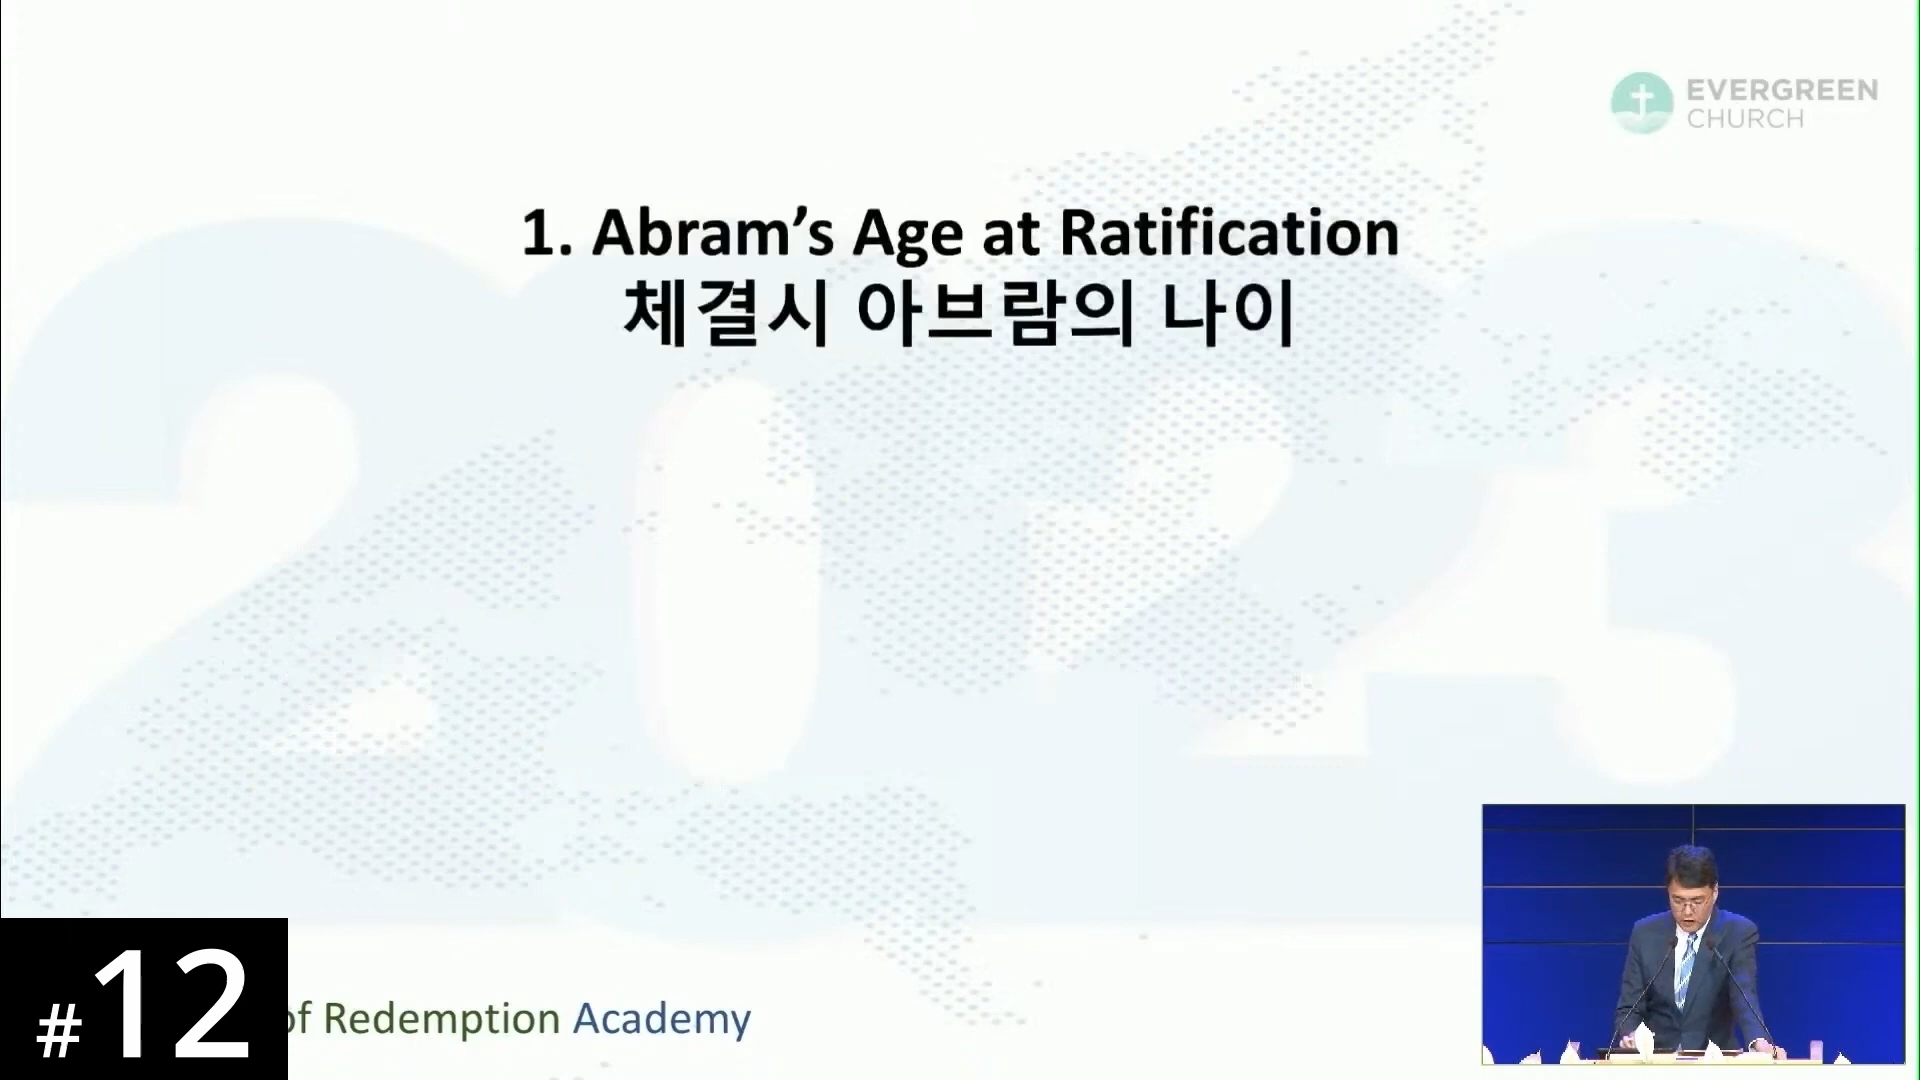 EVERGREEN
CHURCH
1. Abram’s Age at Ratification
체결시 아브람의 나이
#12
of Redemption Academy